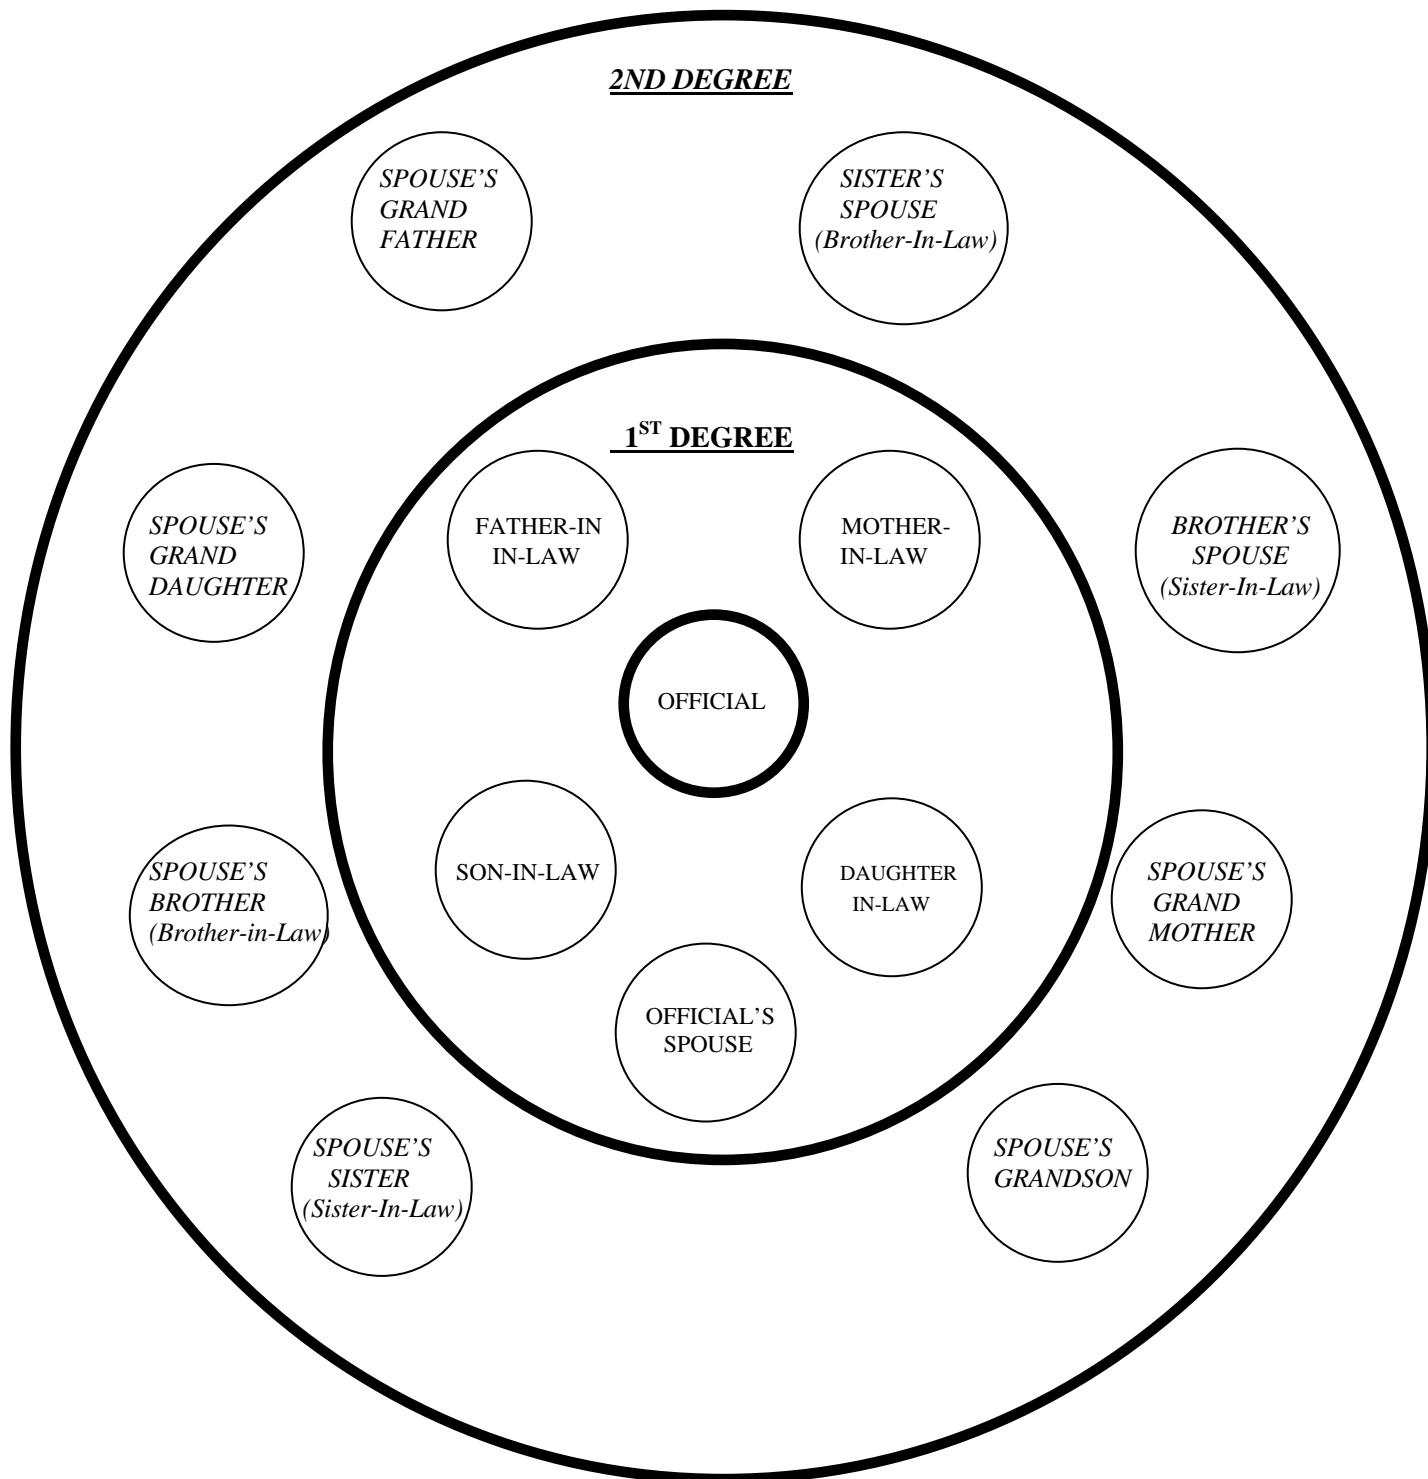 2ND DEGREE
SPOUSE’S
GRAND
FATHER
SISTER’S
SPOUSE
(Brother-In-Law)
1ST DEGREE
SPOUSE’S
GRAND
DAUGHTER
FATHER-IN
IN-LAW
MOTHER-
IN-LAW
BROTHER’S
SPOUSE
(Sister-In-Law)
OFFICIAL
SPOUSE’S
BROTHER
(Brother-in-Law)
SON-IN-LAW
DAUGHTER
IN-LAW
SPOUSE’S
GRAND
MOTHER
OFFICIAL’S
SPOUSE
SPOUSE’S
SISTER
(Sister-In-Law)
SPOUSE’S
GRANDSON